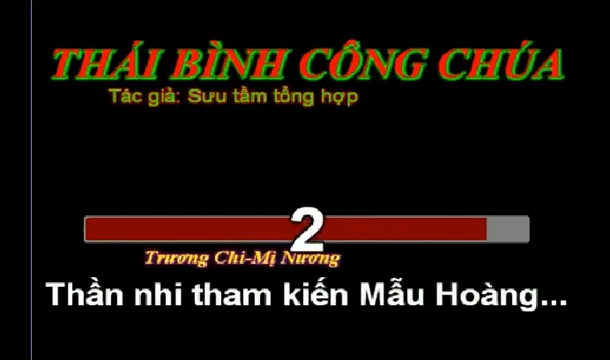 THÁI BÌNH CÔNG CHÚA
Tác giả: Sưu tầm tổng hợp
2
Trương Chi-Mị Nương
Thần nhi tham kiến Mẫu Hoàng...